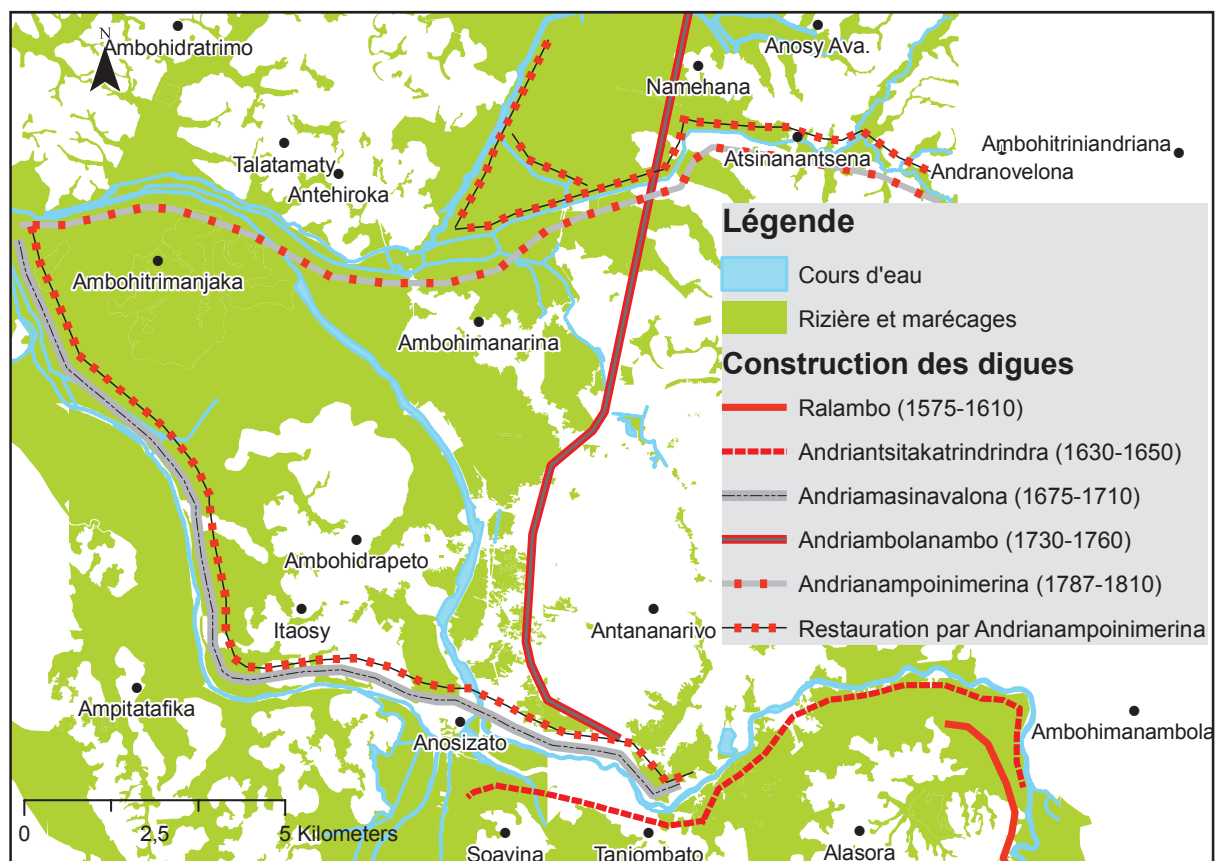 N
Ambohidratrimo
Anosy Ava.
Namehana
Talatamaty
Antehiroka
Atsinanantsena
Ambohitriniandriana
Andranovelona
Ambohitrimanjaka
Ambohimanarina
Ambohidrapeto
Itaosy
Antananarivo
Ampitatafika
Anosizato
Ambohimanambola
Soavina
Tanjombato
Alasora
0 2,5 5 Kilometers
Légende
Cours d'eau
Rizière et marécages
Construction des digues
Ralambo (1575-1610)
Andriantsitakatrindrindra (1630-1650)
Andriamasinavalona (1675-1710)
Andriambolanambo (1730-1760)
Andrianampoinimerina (1787-1810)
Restauration par Andrianampoinimerina